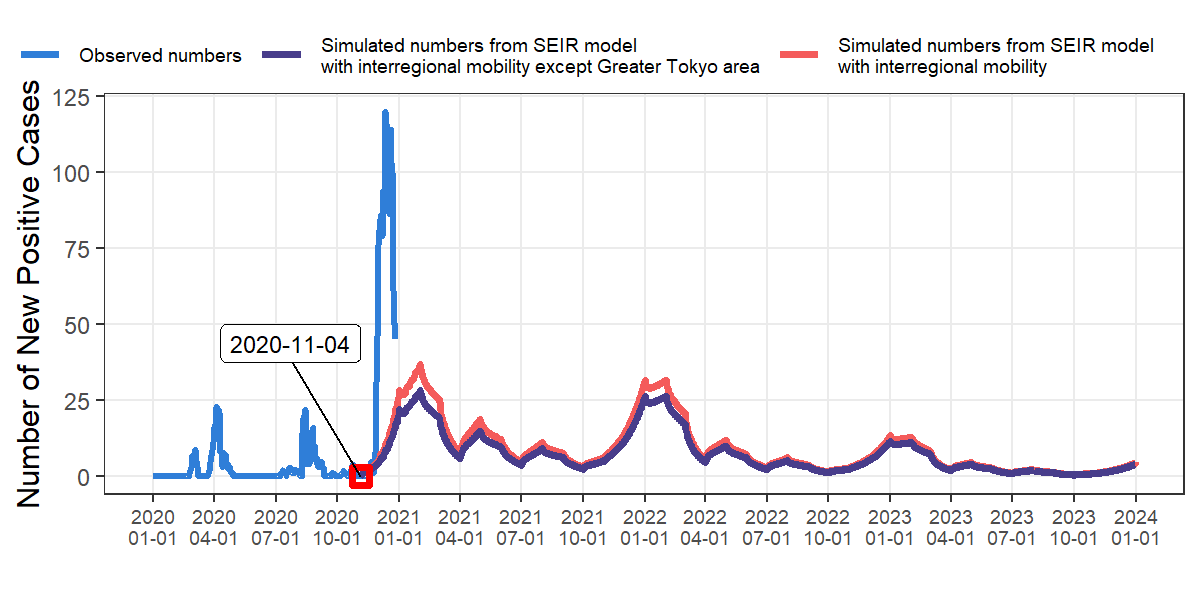 Observed numbers
Simulated numbers from SEIR model
with interregional mobility except Greater Tokyo area
Simulated numbers from SEIR model
with interregional mobility
Number of New Positive Cases
125
100
75
50
25
0
2020-11-04
2020 2020 2020 2020 2021 2021 2021 2021 2022 2022 2022 2022 2023 2023 2023 2023 2024
01-01 04-01 07-01 10-01 01-01 04-01 07-01 10-01 01-01 04-01 07-01 10-01 01-01 04-01 07-01 10-01 01-01